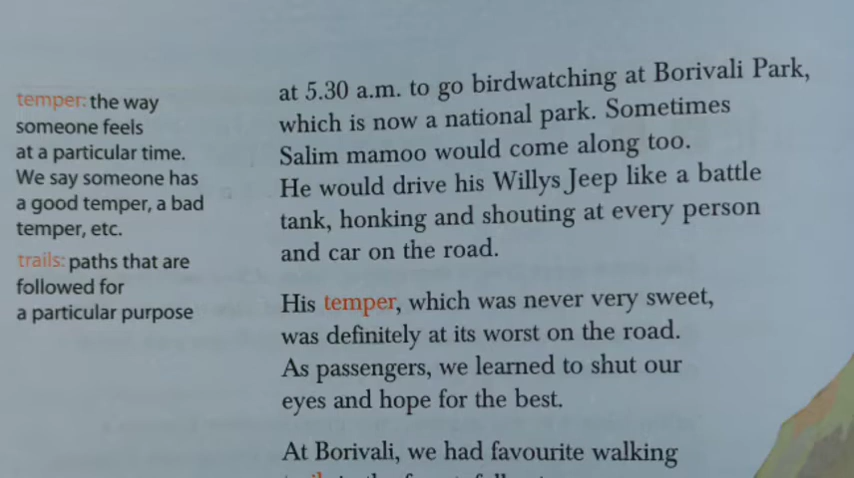 temper: the way
someone feels
at a particular time.
We say someone has
a good temper, a bad
temper, etc.
trails: paths that are
followed for
a particular purpose
at 5.30 a.m. to go birdwatching at Borivali Park,
which is now a national park. Sometimes
Salim mamoo would come along too.
He would drive his Willys Jeep like a battle
tank, honking and shouting at every person
and car on the road.
His temper, which was never very sweet,
was definitely at its worst on the road.
As passengers, we learned to shut our
eyes and hope for the best.
At Borivali, we had favourite walking